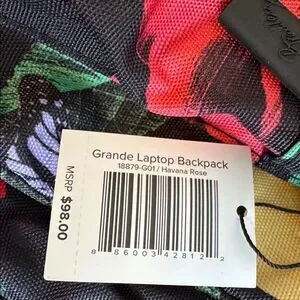 Grande Laptop Backpack
18879-G01 / Havana Rose
MSRP $98.00
8 86003 42812 2